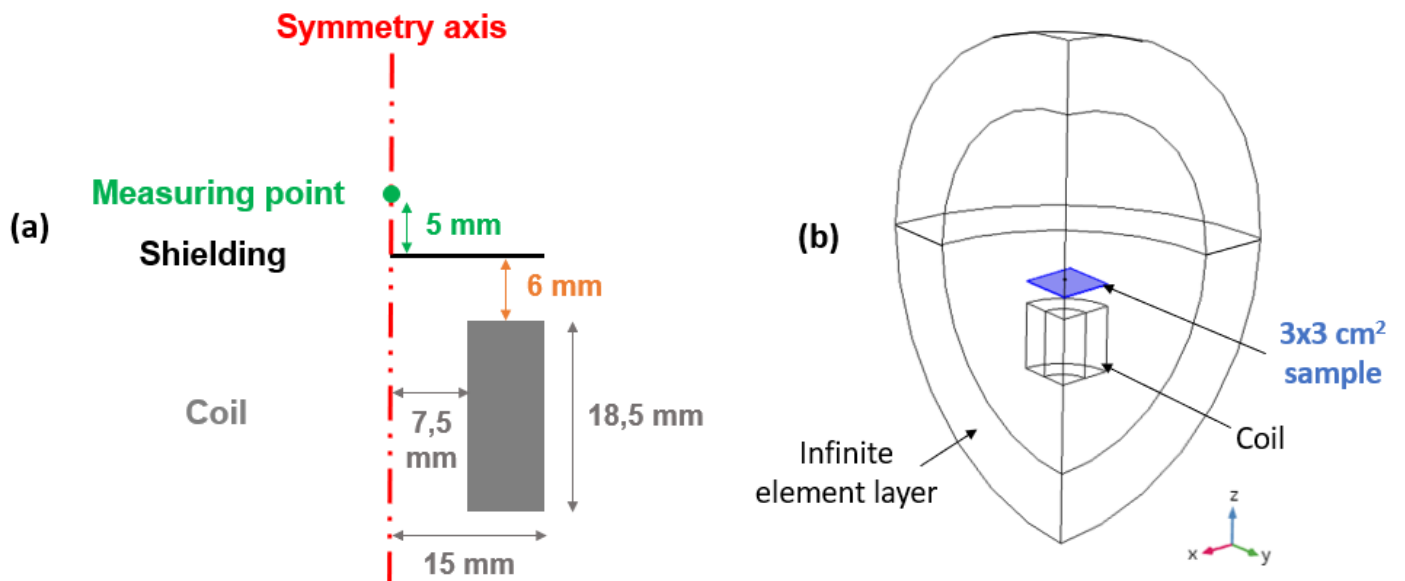 Symmetry axis
Measuring point
(a)
5 mm
Shielding
6 mm
Coil
7,5
mm
18,5 mm
15 mm
(b)
3x3 cm²
sample
Coil
Infinite
element layer
z
x
y